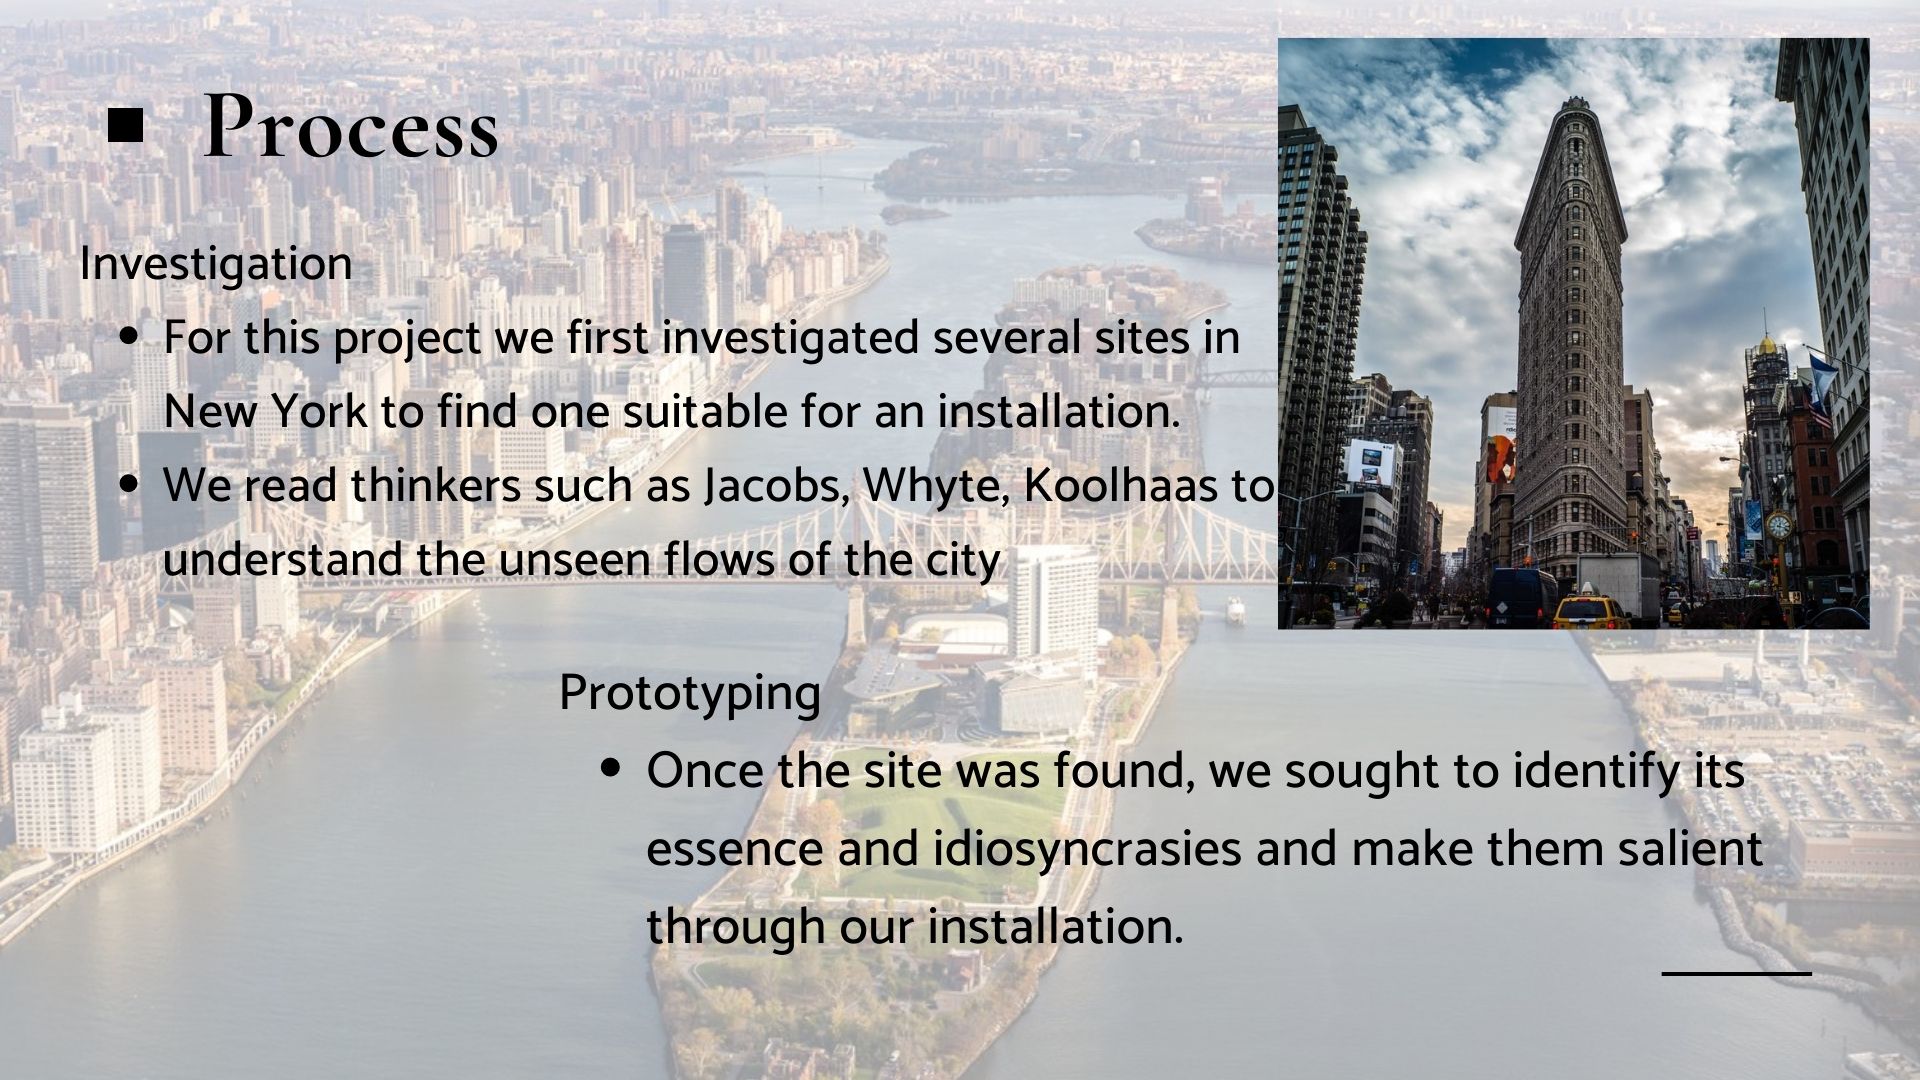 Process
Investigation
For this project we first investigated several sites in
New York to find one suitable for an installation.
We read thinkers such as Jacobs, Whyte, Koolhaas to
understand the unseen flows of the city
Prototyping
Once the site was found, we sought to identify its
essence and idiosyncrasies and make them salient
through our installation.